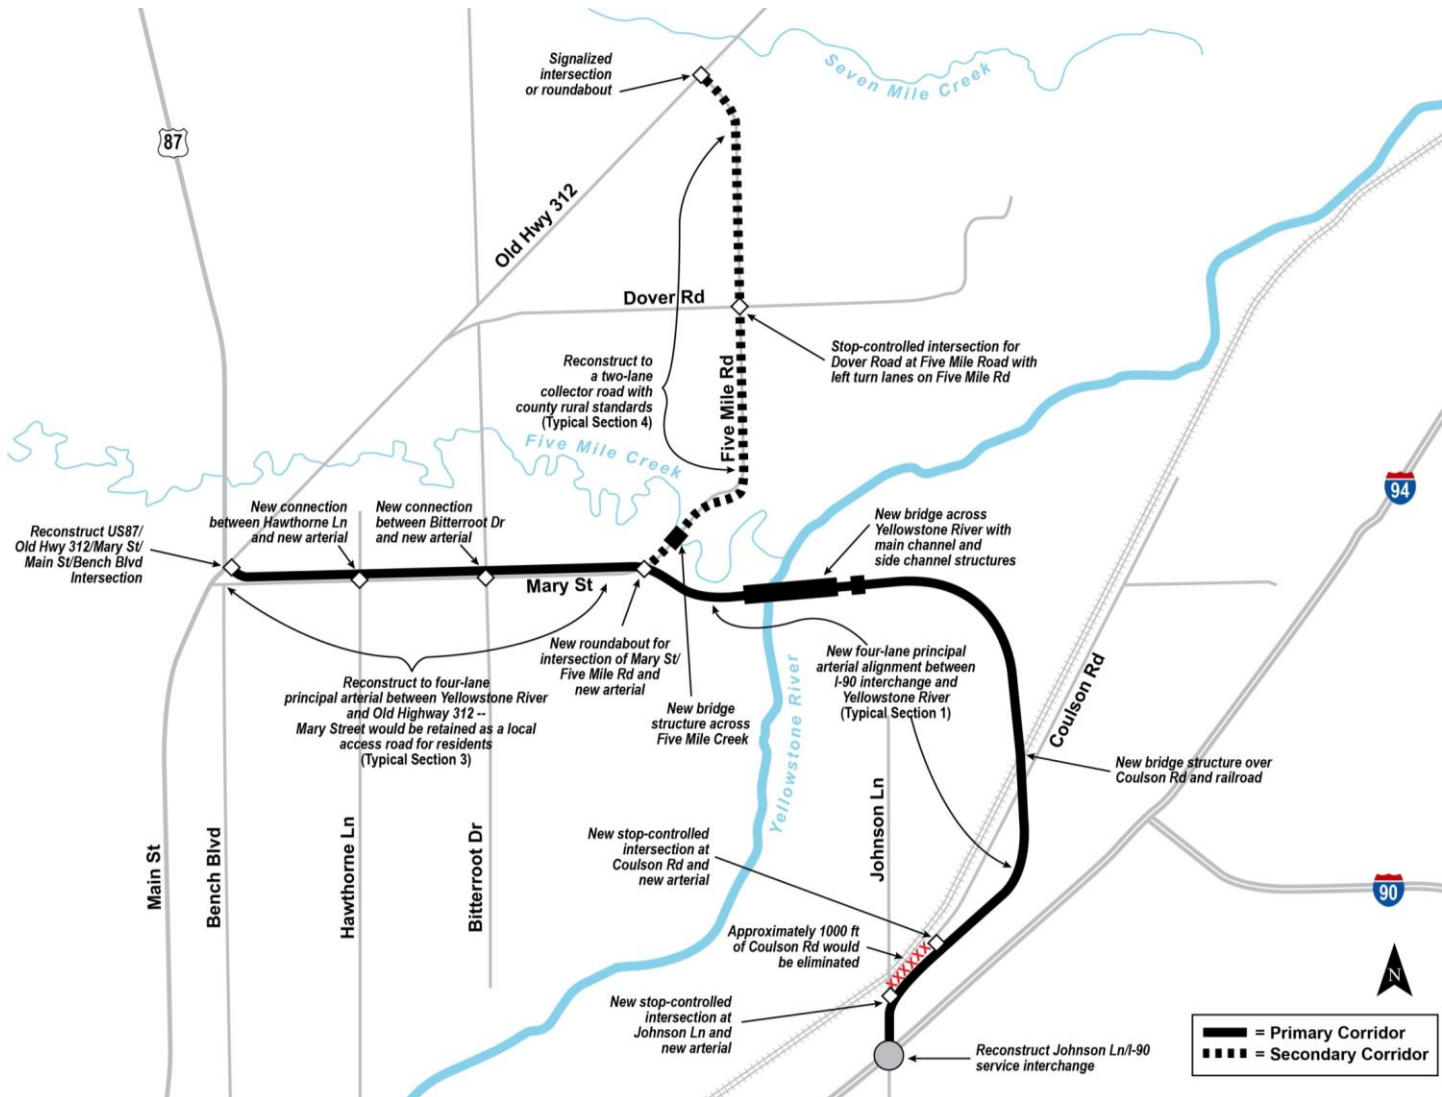 Signalized
intersection
or roundabout
Seven Mile Creek
87
Old Hwy 312
Dover Rd
Stop-controlled intersection for
Dover Road at Five Mile Road with
left turn lanes on Five Mile Rd
Reconstruct to
a two-lane
collector road with
county rural standards
(Typical Section 4)
Five Mile Rd
Five Mile Creek
94
New connection
between Hawthorne Ln
and new arterial
New connection
between Bitterroot Dr
and new arterial
New bridge across
Yellowstone River with
main channel and
side channel structures
Reconstruct US87/
Old Hwy 312/Mary St/
Main St/Bench Blvd
Intersection
Mary St
New roundabout for
intersection of Mary St/
Five Mile Rd and
new arterial
New four-lane principal
arterial alignment between
I-90 interchange and
Yellowstone River
(Typical Section 1)
Reconstruct to four-lane
principal arterial between Yellowstone River
and Old Highway 312 --
Mary Street would be retained as a local
access road for residents
(Typical Section 3)
New bridge
structure across
Five Mile Creek
Yellowstone River
Coulson Rd
New bridge structure over
Coulson Rd and railroad
Main St
Bench Blvd
Hawthorne Ln
Bitterroot Dr
Johnson Ln
New stop-controlled
intersection at
Coulson Rd and
new arterial
90
Approximately 1000 ft
of Coulson Rd would
be eliminated
XXXXXX
N
New stop-controlled
intersection at
Johnson Ln and
new arterial
Reconstruct Johnson Ln/I-90
service interchange
= Primary Corridor
= Secondary Corridor